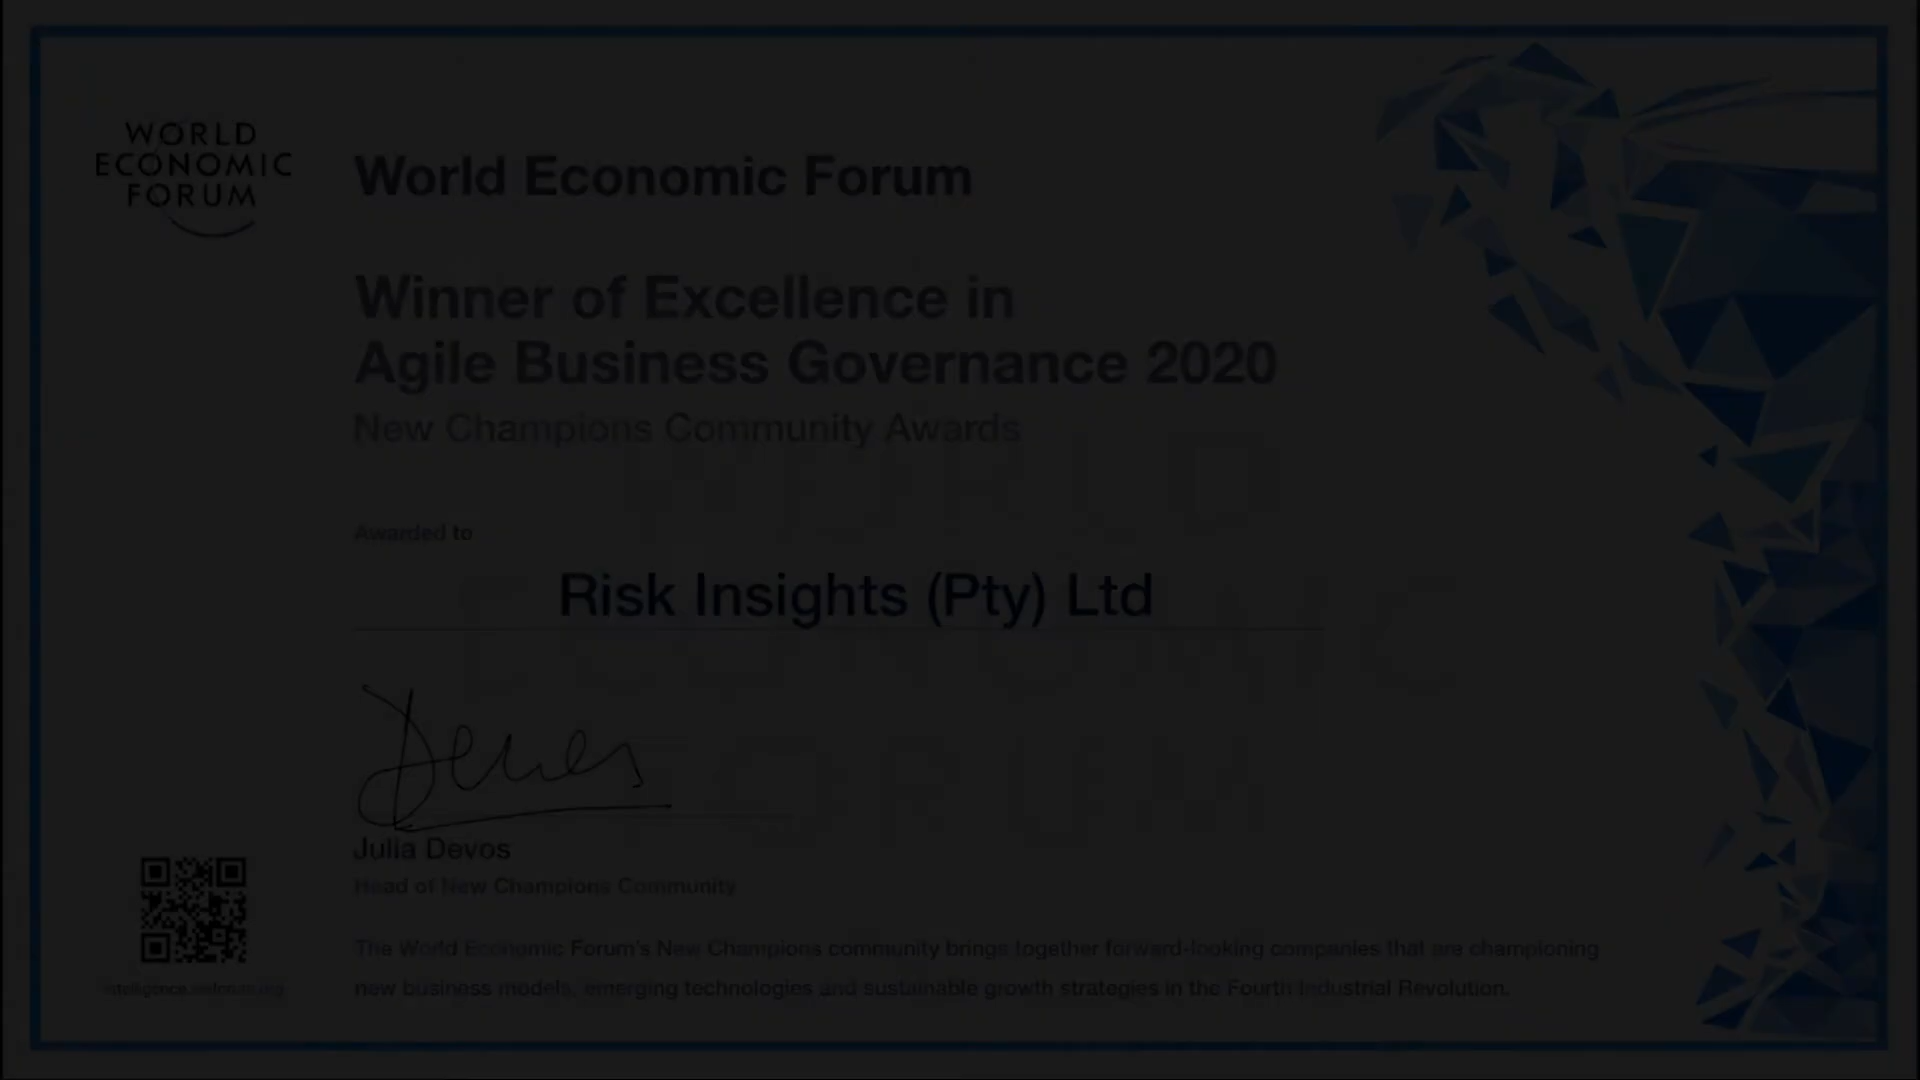 WORLD
ECONOMIC
FORUM
World Economic Forum
Winner of Excellence in
Agile Business Governance 2020
New Champions Community Awards
Awarded to
Risk Insights (Pty) Ltd
Julia Devos
Head of New Champions Community
The World Economic Forum's New Champions community brings together forward-looking companies that are championing
new business models, emerging technologies and sustainable growth strategies in the Fourth Industrial Revolution.
WORLD
ECONOMIC
FORUM